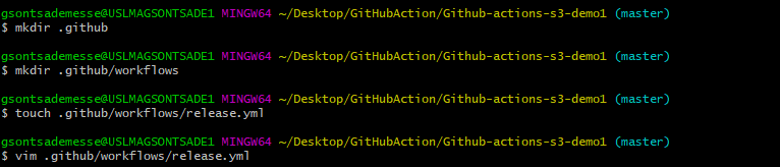 gsontsademesse@USLMAGSONTSADE1 MINGW64 ~/Desktop/GitHubAction/Github-actions-s3-demo1 (master)
$ mkdir .github
gsontsademesse@USLMAGSONTSADE1 MINGW64 ~/Desktop/GitHubAction/Github-actions-s3-demo1 (master)
$ mkdir .github/workflows
gsontsademesse@USLMAGSONTSADE1 MINGW64 ~/Desktop/GitHubAction/Github-actions-s3-demo1 (master)
$ touch .github/workflows/release.yml
gsontsademesse@USLMAGSONTSADE1 MINGW64 ~/Desktop/GitHubAction/Github-actions-s3-demo1 (master)
$ vim .github/workflows/release.yml